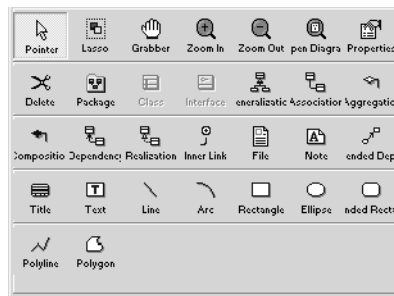 Pointer Lasso Grabber Zoom In Zoom Out pen Diagra Properties
Delete Package Class Interface eneralizatic Association Aggregatic
Compositio Dependency Realization Inner Link File Note ended Dep
Title Text Line Arc Rectangle Ellipse nded Recta
Polyline Polygon